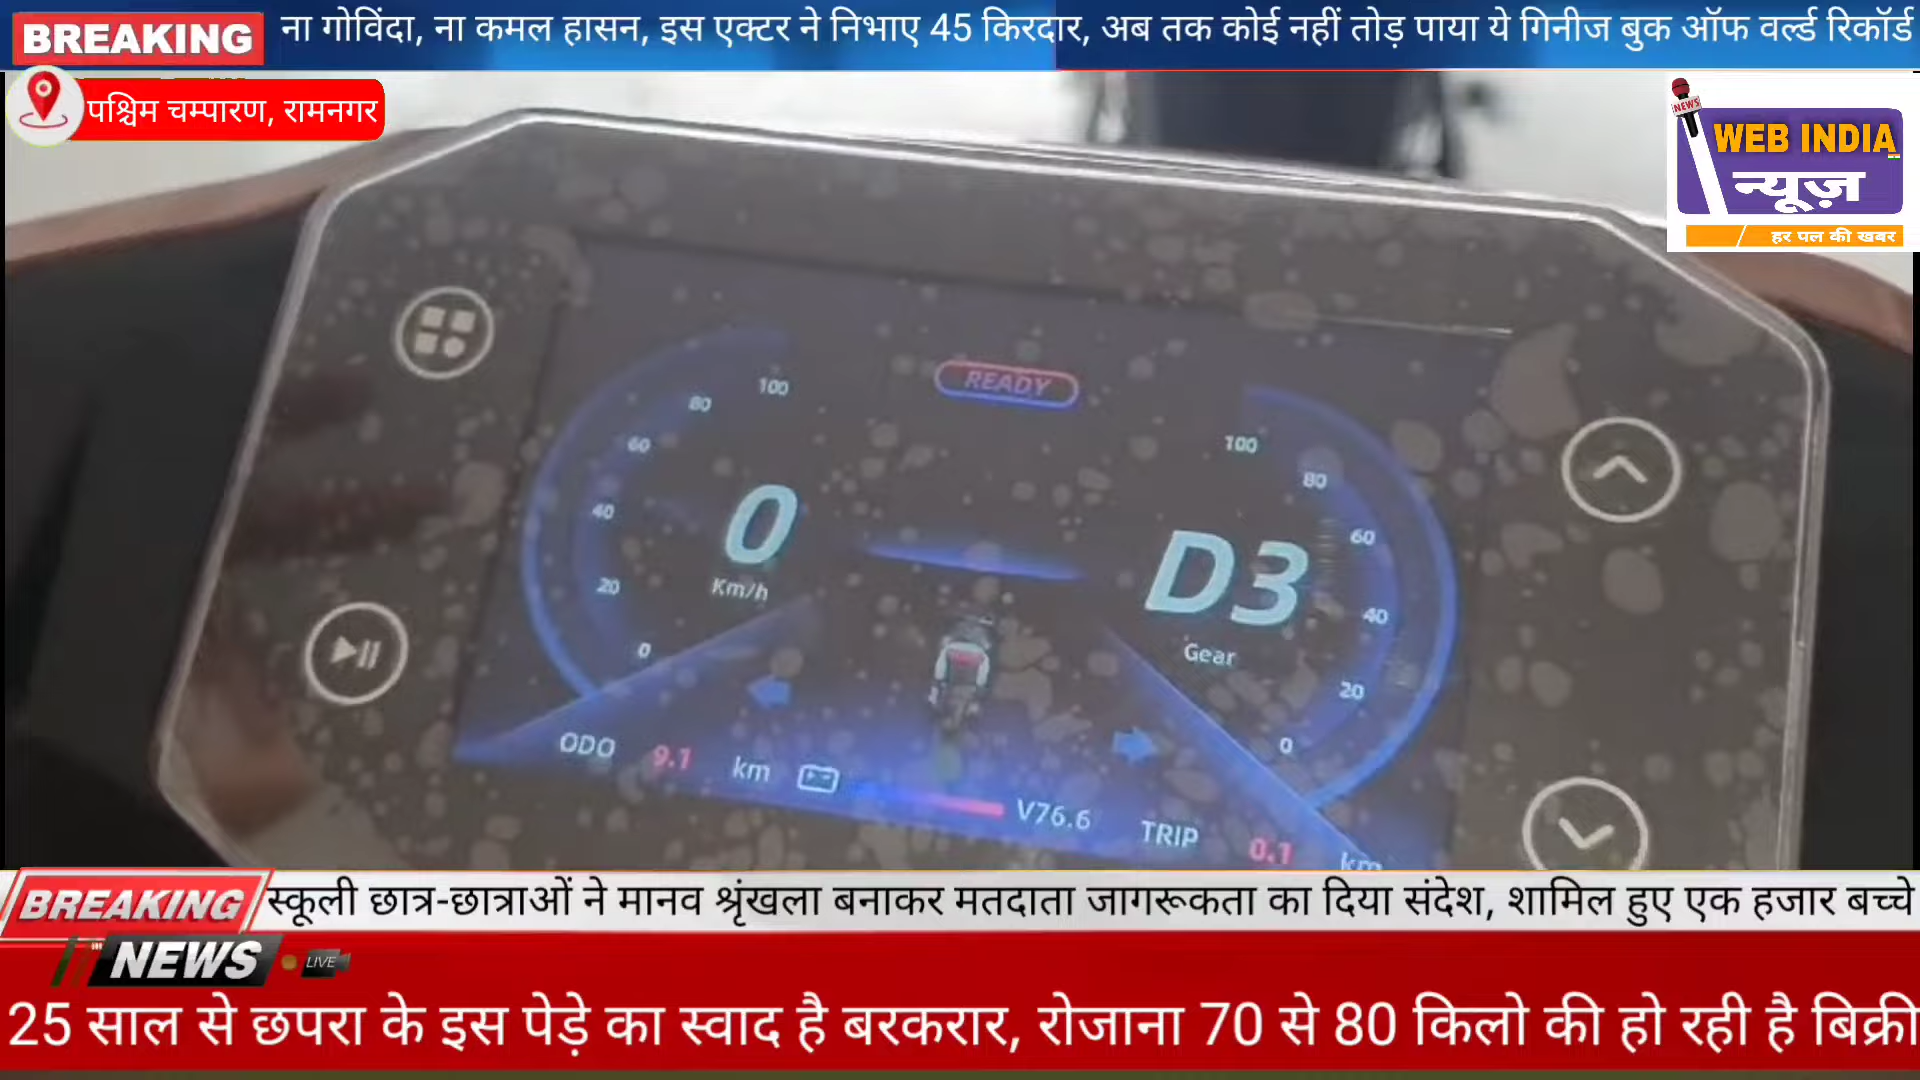 BREAKING ना गोविंदा, ना कमल हासन, इस एक्टर ने निभाए 45 किरदार, अब तक कोई नहीं तोड़ पाया ये गिनीज बुक ऑफ वर्ल्ड रिकॉर्ड
पश्चिम चम्पारण, रामनगर
NEWS
WEB INDIA
न्यूज़
हर पल की खबर
READY
100
80
60
40
20
0
0
Km/h
100
80
60
40
20
0
D3
Gear
ODO 9.1 km V76.6 TRIP 0.1 km
BREAKING स्कूली छात्र-छात्राओं ने मानव श्रृंखला बनाकर मतदाता जागरूकता का दिया संदेश, शामिल हुए एक हजार बच्चे
NEWS LIVE
25 साल से छपरा के इस पेड़े का स्वाद है बरकरार, रोजाना 70 से 80 किलो की हो रही है बिक्री